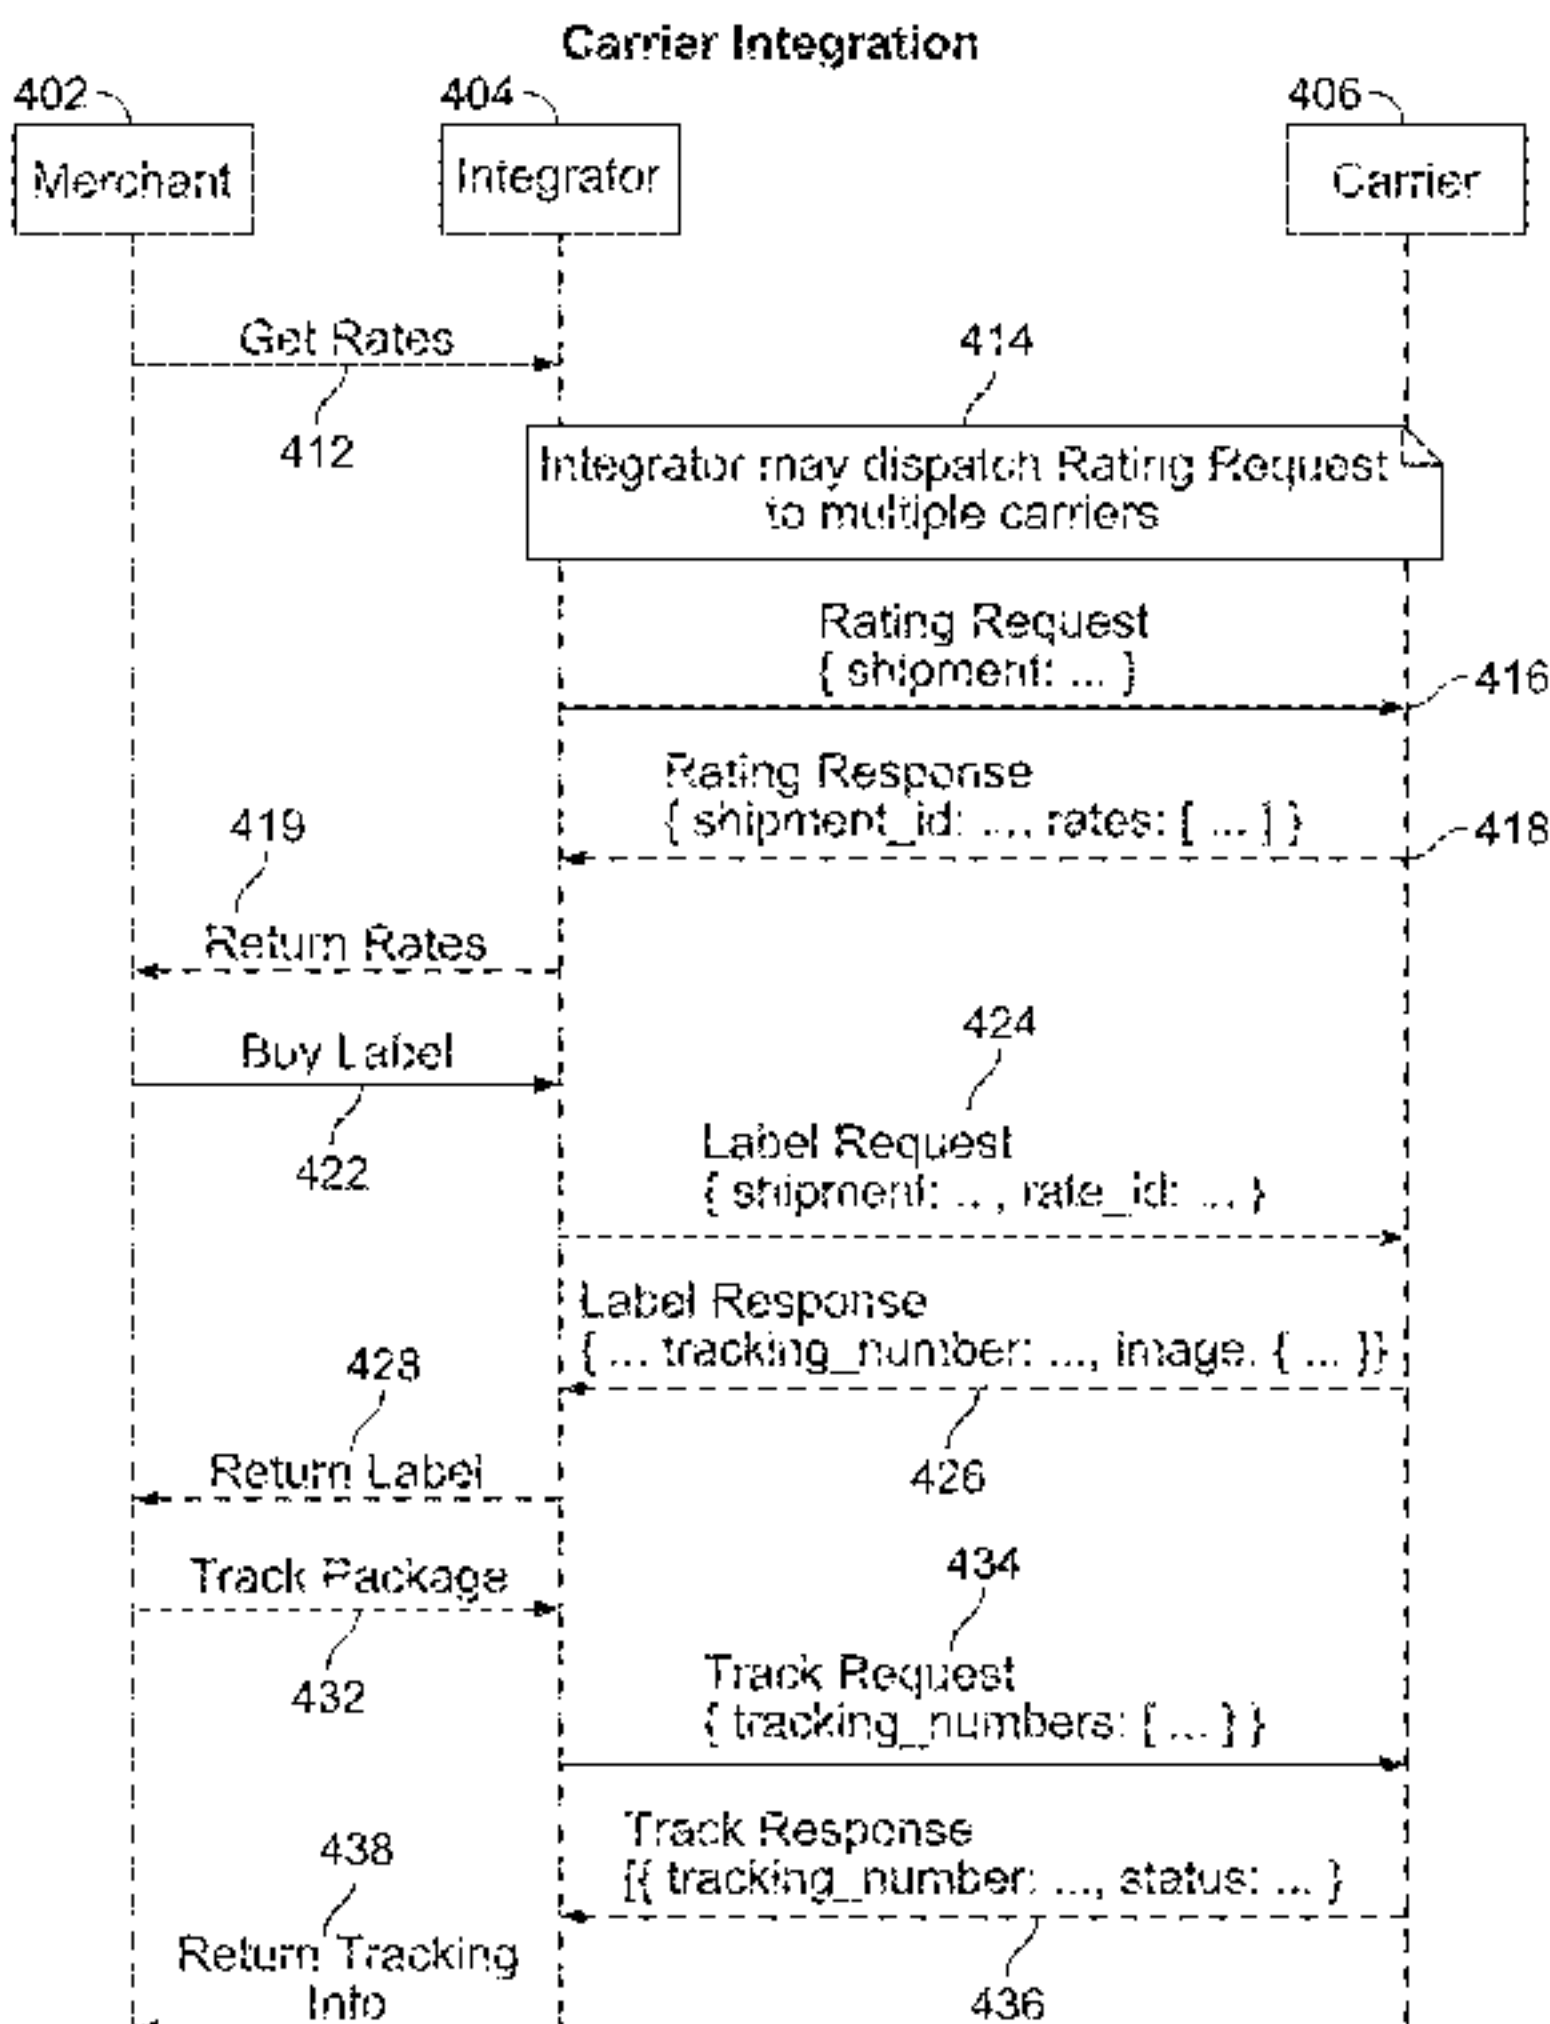 Carrier Integration
402
404
406
Merchant
Integrator
Carrier
Get Rates
412
414
Integrator may dispatch Rating Request
to multiple carriers
Rating Request
{ shipment: ... }
416
Rating Response
{ shipment_id: ..., rates: [ ... ] }
418
419
Return Rates
Buy Label
422
424
Label Request
{ shipment: ..., rate_id: ... }
Label Response
{ ... tracking_number: ..., image: { ... }}
426
428
Return Label
Track Package
432
434
Track Request
{ tracking_numbers: [ ... ] }
Track Response
[{ tracking_number: ..., status: ... }
436
438
Return Tracking
Info